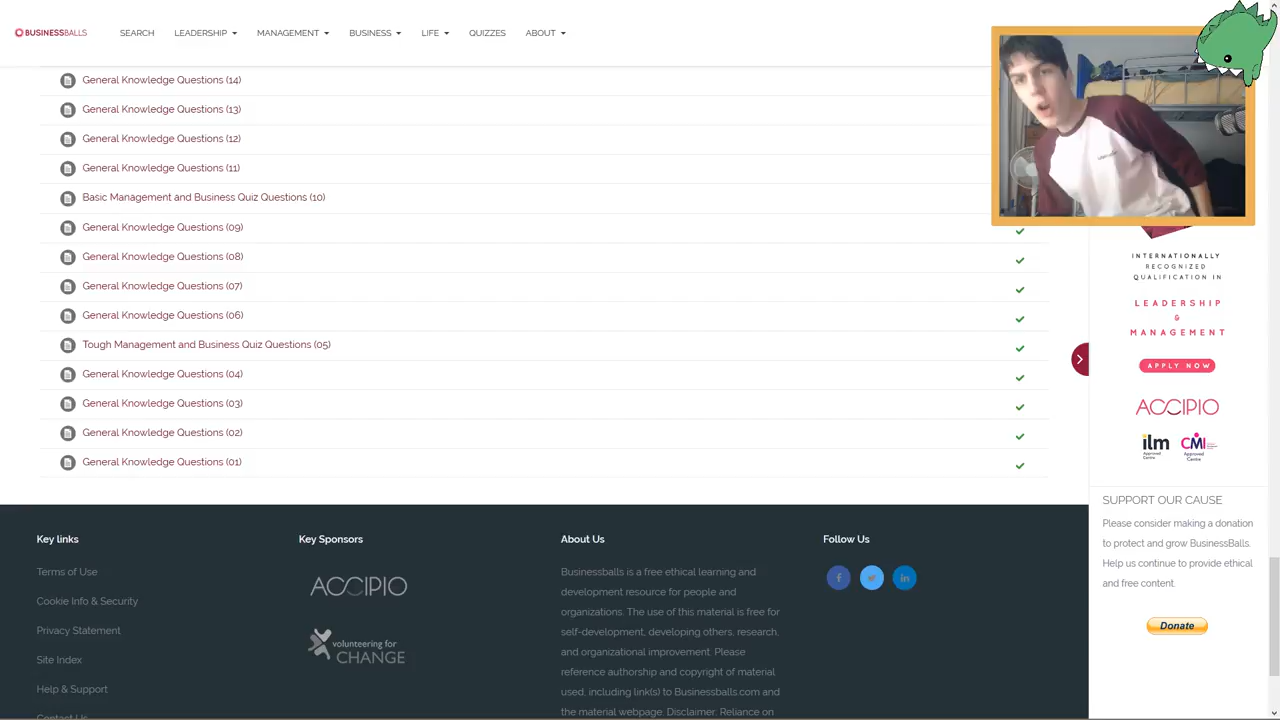 BUSINESSBALLS
SEARCH
LEADERSHIP
MANAGEMENT
BUSINESS
LIFE
QUIZZES
ABOUT
General Knowledge Questions (14)
General Knowledge Questions (13)
General Knowledge Questions (12)
General Knowledge Questions (11)
Basic Management and Business Quiz Questions (10)
General Knowledge Questions (09)
General Knowledge Questions (08)
General Knowledge Questions (07)
General Knowledge Questions (06)
Tough Management and Business Quiz Questions (05)
General Knowledge Questions (04)
General Knowledge Questions (03)
General Knowledge Questions (02)
General Knowledge Questions (01)
INTERNATIONALLY
RECOGNIZED
QUALIFICATION IN
LEADERSHIP
&
MANAGEMENT
APPLY NOW
ACCIPIO
ilm
Approved
Centre
CMI
Approved
Centre
SUPPORT OUR CAUSE
Please consider making a donation
to protect and grow BusinessBalls.
Help us continue to provide ethical
and free content.
Donate
Key links
Terms of Use
Cookie Info & Security
Privacy Statement
Site Index
Help & Support
Contact Us
Key Sponsors
ACCIPIO
volunteering for
CHANGE
About Us
Businessballs is a free ethical learning and
development resource for people and
organizations. The use of this material is free for
self-development, developing others, research,
and organizational improvement. Please
reference authorship and copyright of material
used, including link(s) to Businessballs.com and
the material webpage. Disclaimer. Reliance on
Follow Us